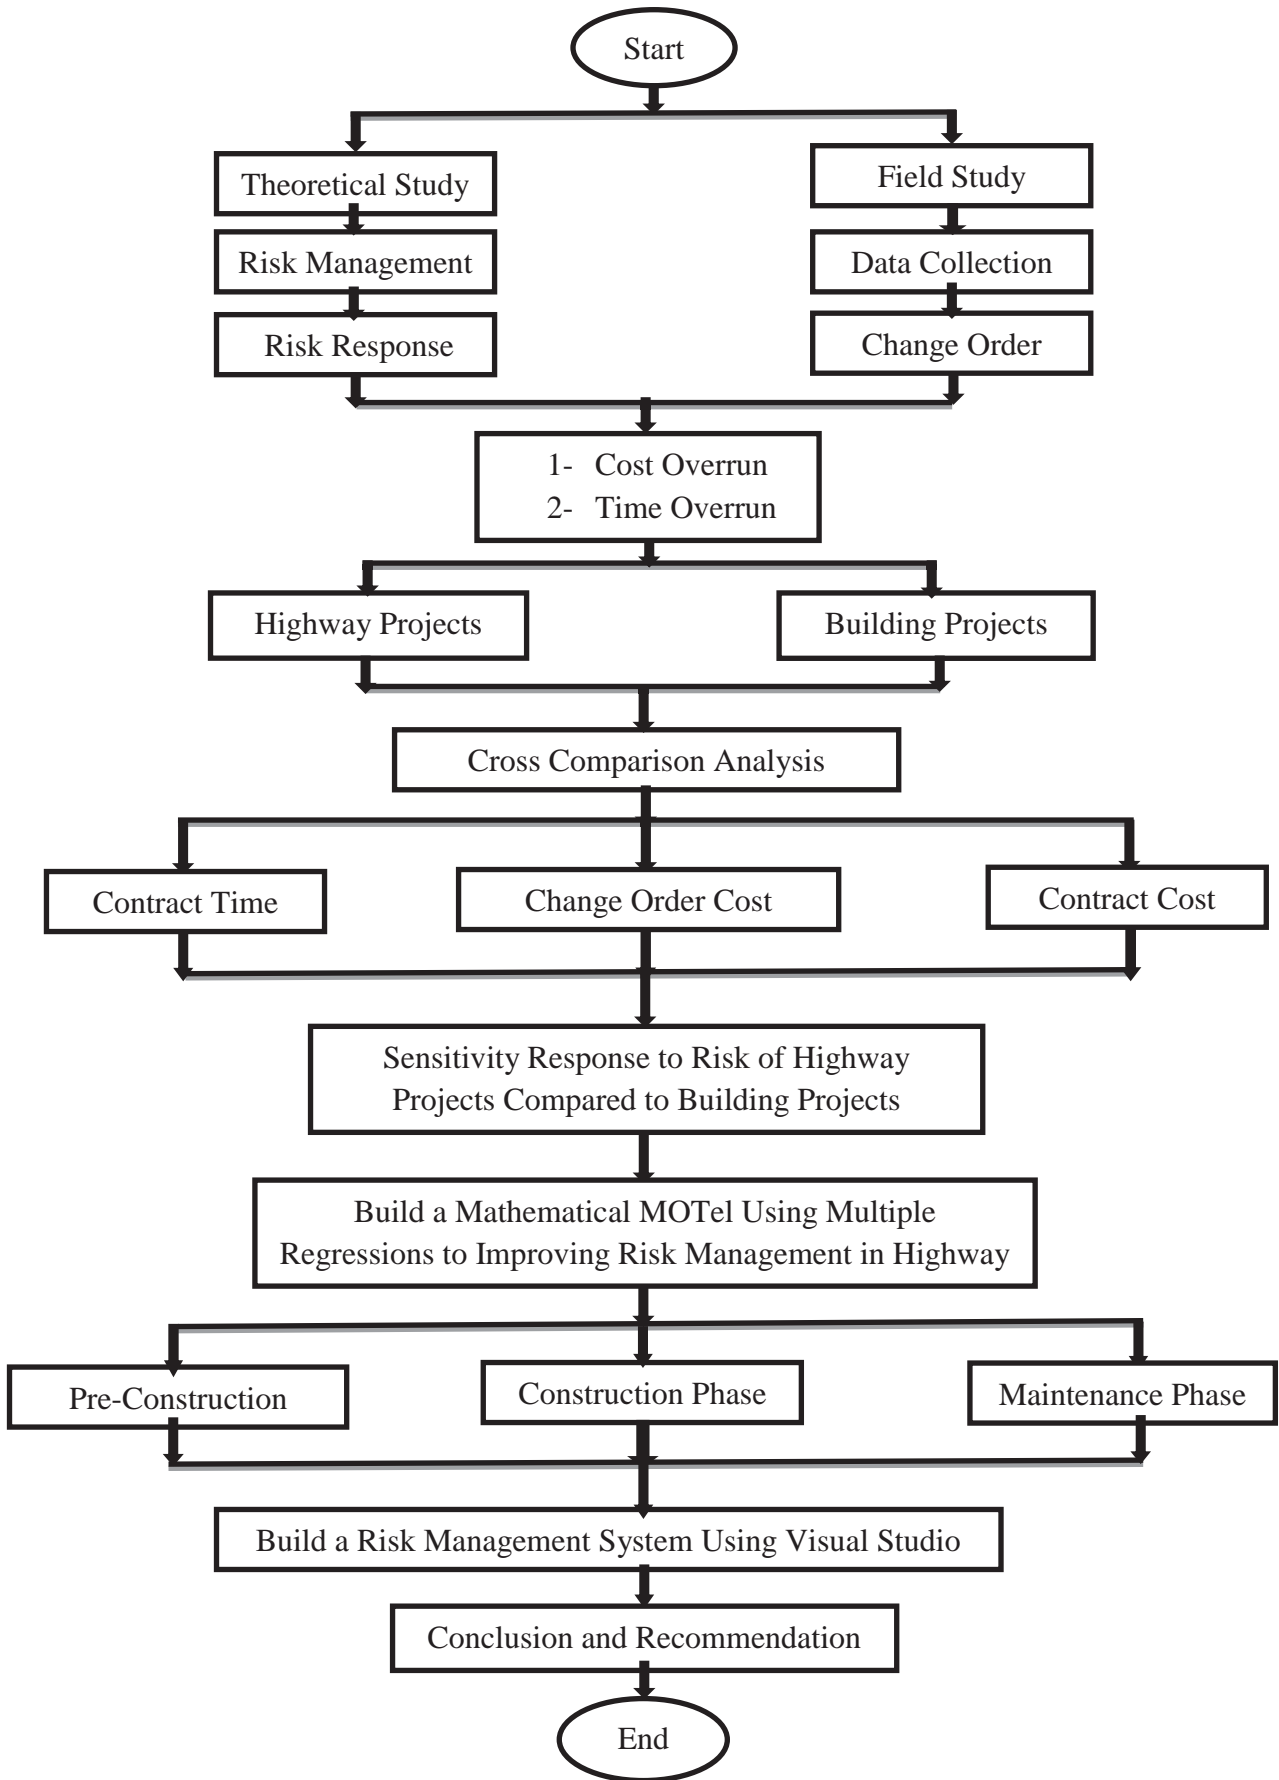 Start
Theoretical Study
Field Study
Risk Management
Data Collection
Risk Response
Change Order
1- Cost Overrun
2- Time Overrun
Highway Projects
Building Projects
Cross Comparison Analysis
Contract Time
Change Order Cost
Contract Cost
Sensitivity Response to Risk of Highway
Projects Compared to Building Projects
Build a Mathematical MOTel Using Multiple
Regressions to Improving Risk Management in Highway
Pre-Construction
Construction Phase
Maintenance Phase
Build a Risk Management System Using Visual Studio
Conclusion and Recommendation
End